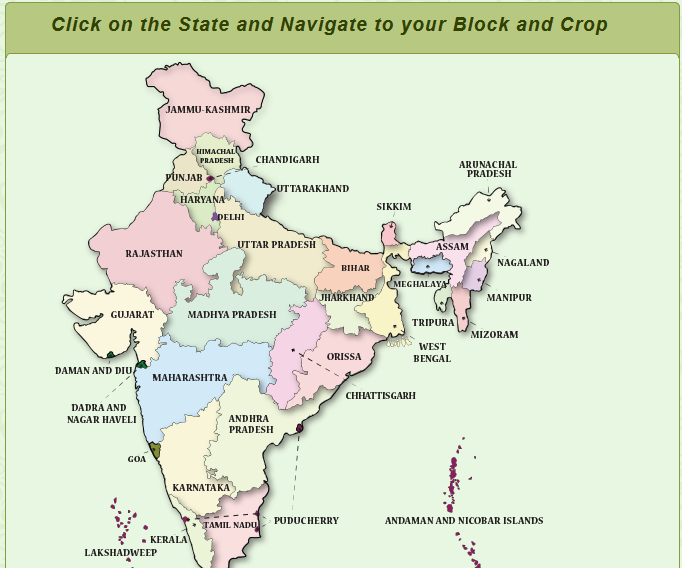 Click on the State and Navigate to your Block and Crop
JAMMU-KASHMIR
HIMACHAL
PRADESH
CHANDIGARH
PUNJAB
UTTARAKHAND
HARYANA
DELHI
ARUNACHAL
PRADESH
SIKKIM
RAJASTHAN
UTTAR PRADESH
ASSAM
NAGALAND
BIHAR
MEGHALAYA
MANIPUR
JHARKHAND
GUJARAT
MADHYA PRADESH
TRIPURA
MIZORAM
WEST
BENGAL
ORISSA
DAMAN AND DIU
MAHARASHTRA
CHHATTISGARH
DADRA AND
NAGAR HAVELI
ANDHRA
PRADESH
GOA
KARNATAKA
PUDUCHERRY
ANDAMAN AND NICOBAR ISLANDS
TAMIL NADU
KERALA
LAKSHADWEEP